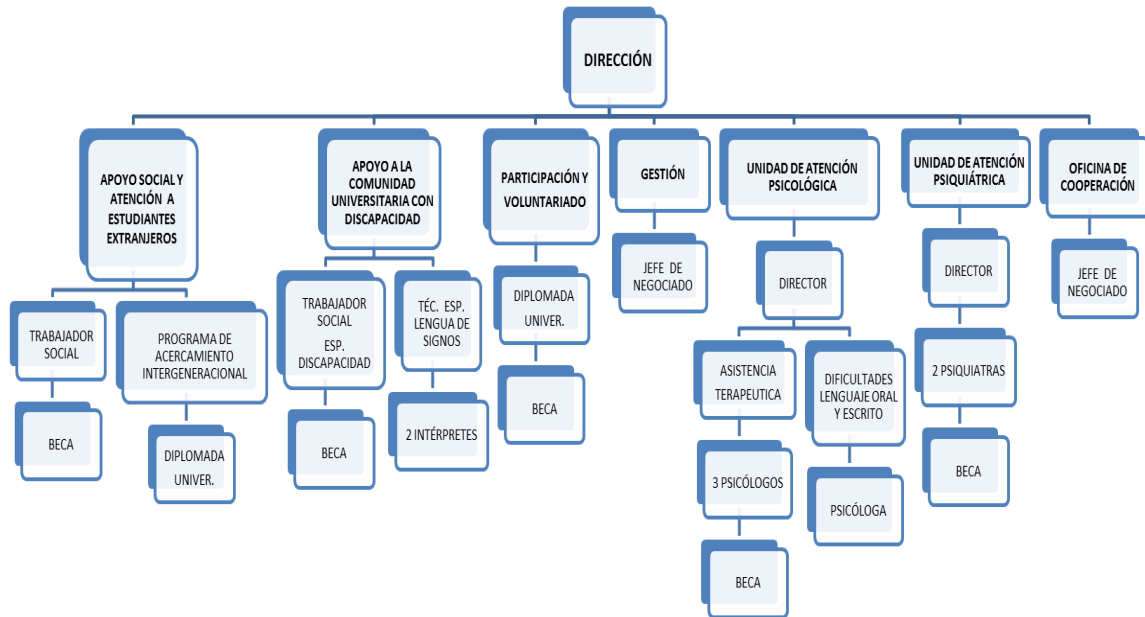 DIRECCIÓN
APOYO SOCIAL Y
ATENCIÓN A
ESTUDIANTES
EXTRANJEROS
TRABAJADOR
SOCIAL
BECA
PROGRAMA DE
ACERCAMIENTO
INTERGENERACIONAL
DIPLOMADA
UNIVER.
APOYO A LA
COMUNIDAD
UNIVERSITARIA CON
DISCAPACIDAD
TRABAJADOR
SOCIAL
ESP.
DISCAPACIDAD
BECA
TÉC. ESP.
LENGUA DE
SIGNOS
2 INTÉRPRETES
PARTICIPACIÓN Y
VOLUNTARIADO
DIPLOMADA
UNIVER.
BECA
GESTIÓN
JEFE DE
NEGOCIADO
UNIDAD DE ATENCIÓN
PSICOLÓGICA
DIRECTOR
ASISTENCIA
TERAPEUTICA
3 PSICÓLOGOS
BECA
DIFICULTADES
LENGUAJE ORAL
Y ESCRITO
PSICÓLOGA
UNIDAD DE ATENCIÓN
PSIQUIÁTRICA
DIRECTOR
2 PSIQUIATRAS
BECA
OFICINA DE
COOPERACIÓN
JEFE DE
NEGOCIADO